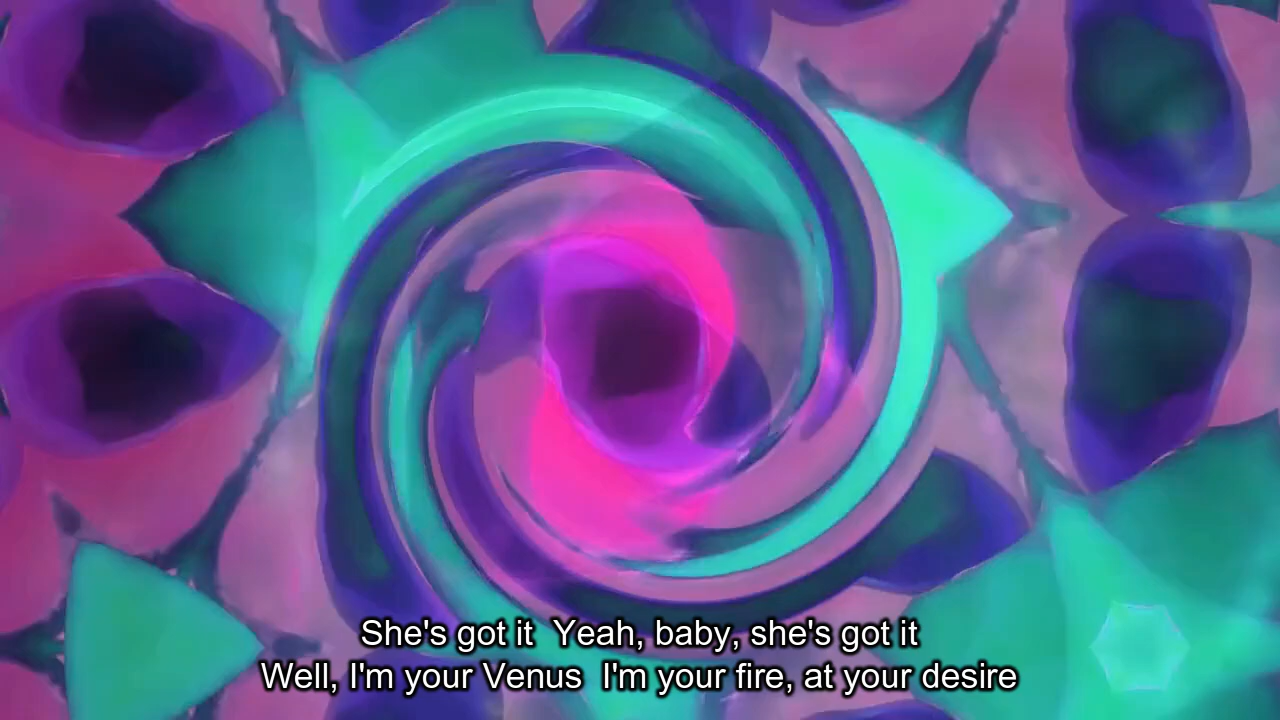 She's got it  Yeah, baby, she's got it
Well, I'm your Venus  I'm your fire, at your desire